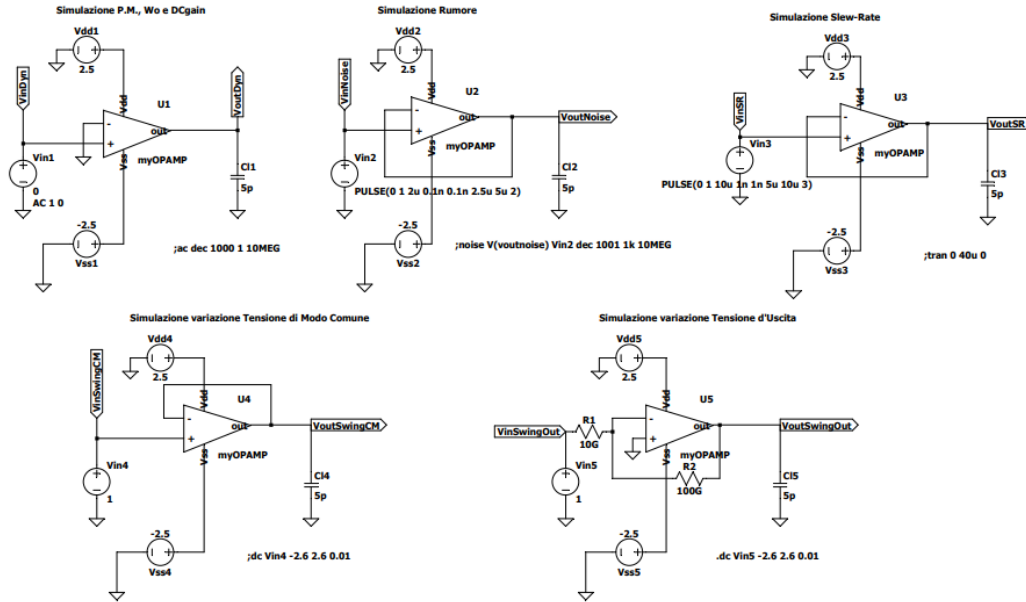 Simulazione P.M., Wo e DCgain
Vdd1
2.5
VinDyn
Vdd
U1
-
+
out
myOPAMP
Vss
VoutDyn
Vin1
0
AC 1 0
Cl1
5p
-2.5
Vss1
;ac dec 1000 1 10MEG
Simulazione Rumore
Vdd2
2.5
VinNoise
Vdd
U2
-
+
out
myOPAMP
Vss
VoutNoise
Vin2
PULSE(0 1 2u 0.1n 0.1n 2.5u 5u 2)
Cl2
5p
-2.5
Vss2
;noise V(voutnoise) Vin2 dec 1001 1k 10MEG
Simulazione Slew-Rate
Vdd3
2.5
VinSR
Vdd
U3
-
+
out
myOPAMP
Vss
VoutSR
Vin3
PULSE(0 1 10u 1n 1n 5u 10u 3)
Cl3
5p
-2.5
Vss3
;tran 0 40u 0
Simulazione variazione Tensione di Modo Comune
Vdd4
2.5
VinSwingCM
Vdd
U4
-
+
out
myOPAMP
Vss
VoutSwingCM
Vin4
1
Cl4
5p
-2.5
Vss4
;dc Vin4 -2.6 2.6 0.01
Simulazione variazione Tensione d'Uscita
Vdd5
2.5
VinSwingOut
R1
10G
Vdd
U5
-
+
out
myOPAMP
Vss
R2
100G
VoutSwingOut
Vin5
1
Cl5
5p
-2.5
Vss5
.dc Vin5 -2.6 2.6 0.01